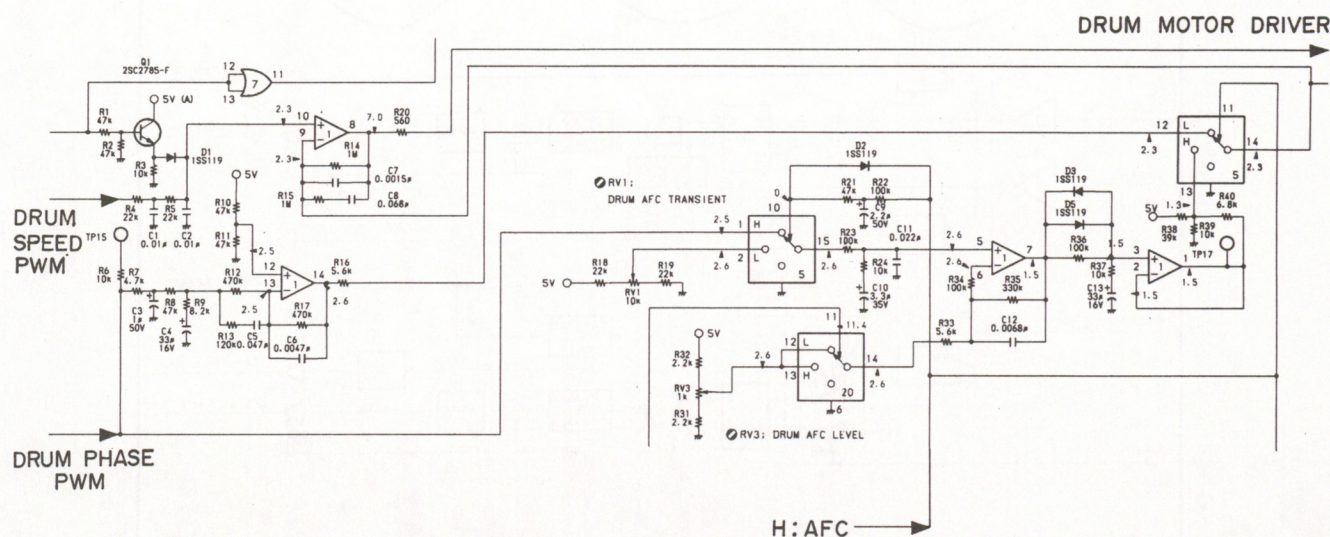 DRUM MOTOR DRIVER
Q1
2SC2785-F
12
13
7
11
5V (A)
R1
47k
R2
47k
R3
10k
D1
1SS119
2.3
10
9
+
−
1
8
7.0
R20
560
2.3
R14
1M
C7
0.0015µ
C8
0.068µ
R15
1M
DRUM
SPEED
PWM
R4
22k
R5
22k
C1
0.01µ
C2
0.01µ
5V
R10
47k
R11
47k
2.5
TP15
R6
10k
R7
4.7k
C3
1µ
50V
R8
47k
C4
33µ
16V
R9
8.2k
R12
470k
2.5
12
13
+
−
1
14
R16
5.6k
2.6
R17
470k
R13
120k
C5
0.047µ
C6
0.0047µ
2.5
DRUM PHASE
PWM
RV1;
DRUM AFC TRANSIENT
D2
1SS119
0
10
2.5
1
H
2
L
2.6
5
15
2.6
R21
47k
R22
100k
C9
2.2µ
50V
R23
100k
C11
0.022µ
R24
10k
C10
3.3µ
35V
5V
R18
22k
RV1
10k
R19
22k
5V
R32
2.2k
RV3
1k
R31
2.2k
2.6
11
11.4
12
L
13
H
14
2.6
20
6
RV3; DRUM AFC LEVEL
R33
5.6k
2.6
2.6
5
6
+
−
1
7
1.5
R34
100k
R35
330k
C12
0.0068µ
D3
1SS119
D5
1SS119
R36
100k
1.5
R37
10k
C13
33µ
16V
3
2
+
−
1
1
1.5
1.5
12
L
H
2.3
11
14
2.3
5
13
1.3
5V
R38
39k
R39
10k
R40
6.8k
TP17
H:AFC